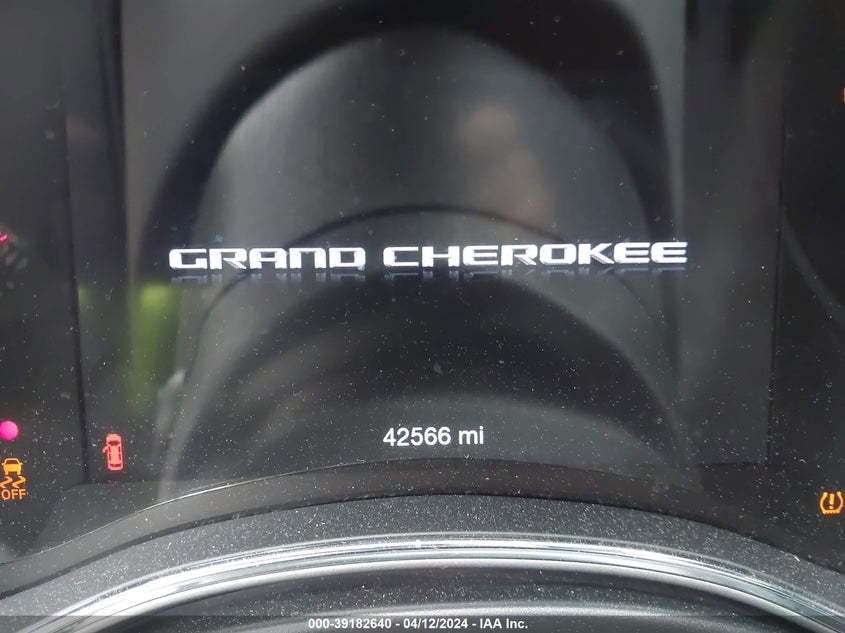 GRAND CHEROKEE
42566 mi
OFF
000-39182640 - 04/12/2024 - IAA Inc.